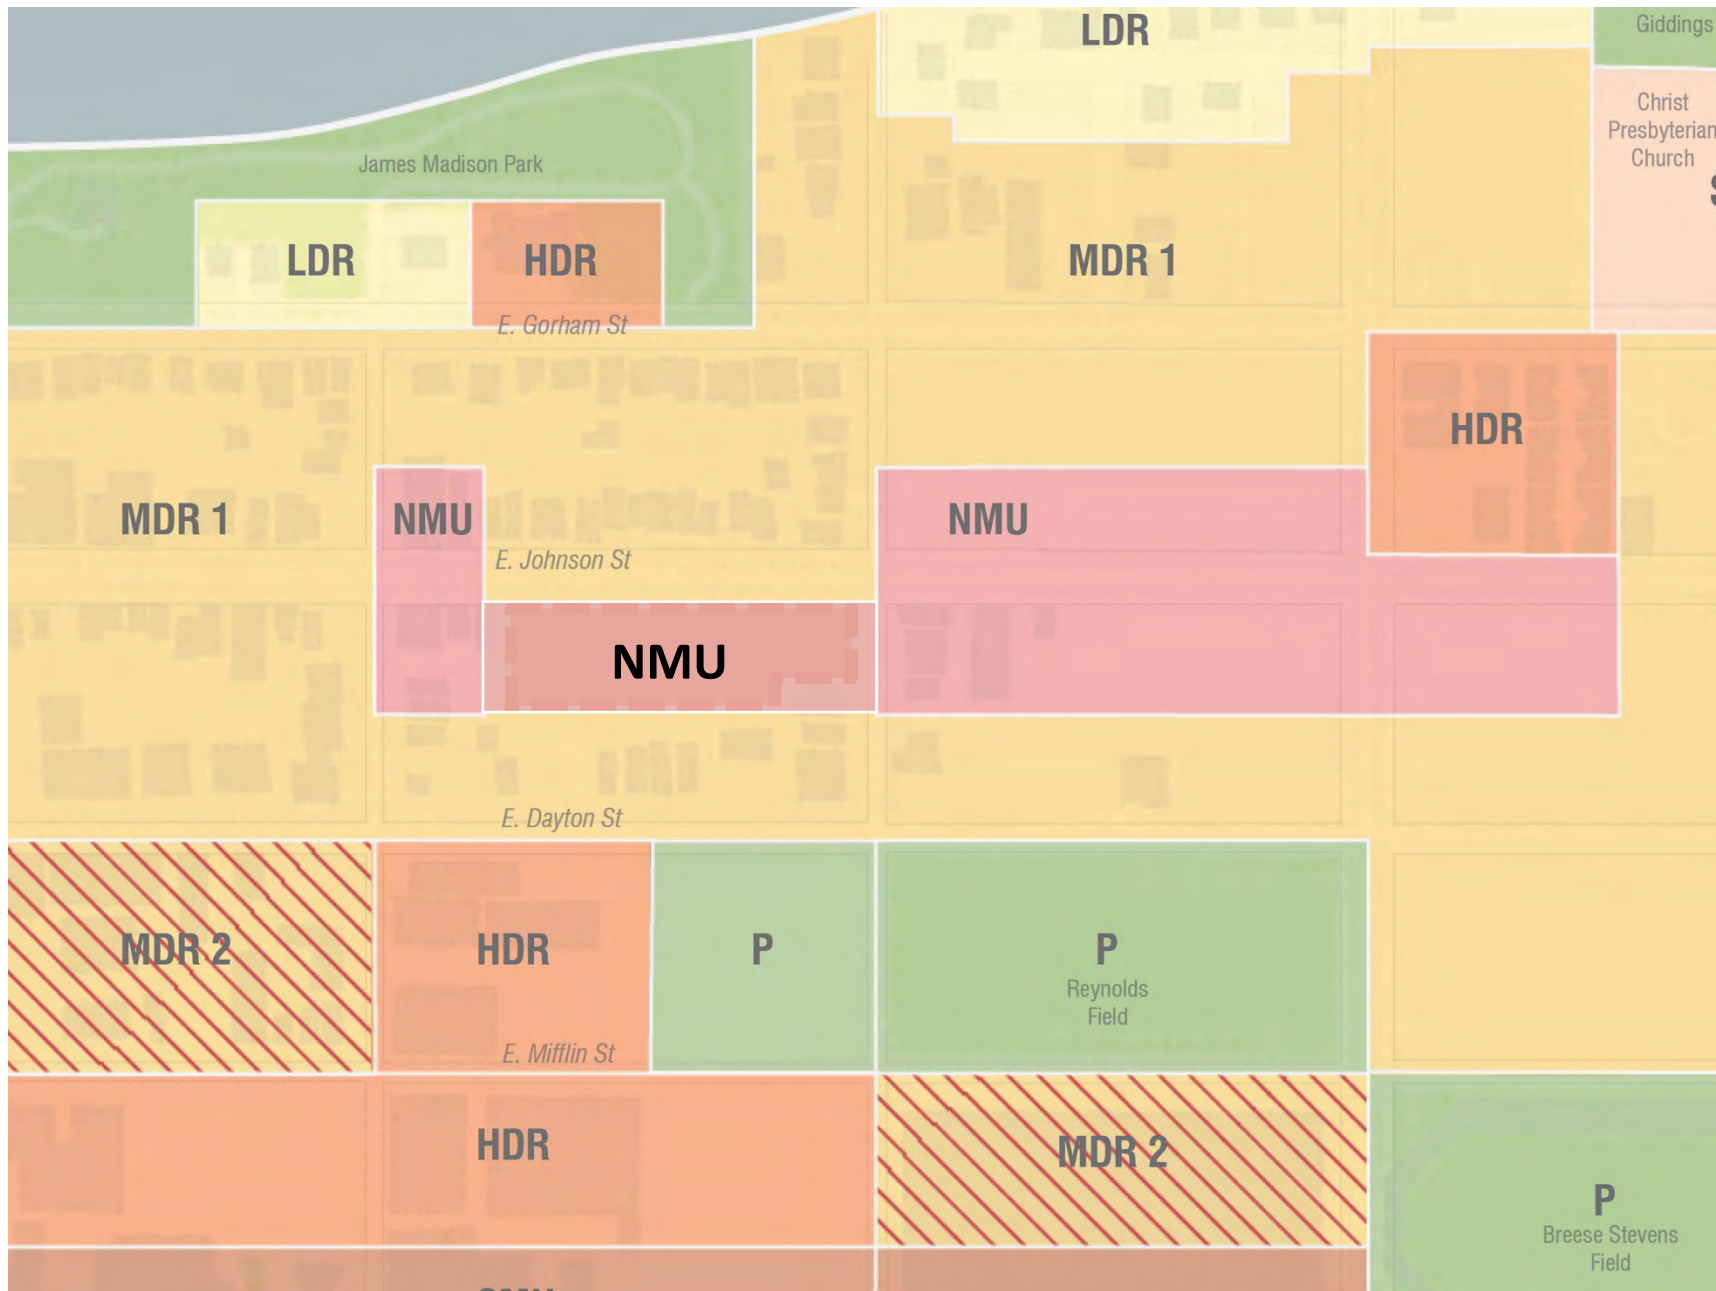 LDR
Giddings
Christ
Presbyterian
Church
James Madison Park
LDR
HDR
MDR 1
E. Gorham St
HDR
MDR 1
NMU
NMU
E. Johnson St
NMU
E. Dayton St
MDR 2
HDR
P
P
Reynolds
Field
E. Mifflin St
HDR
MDR 2
P
Breese Stevens
Field